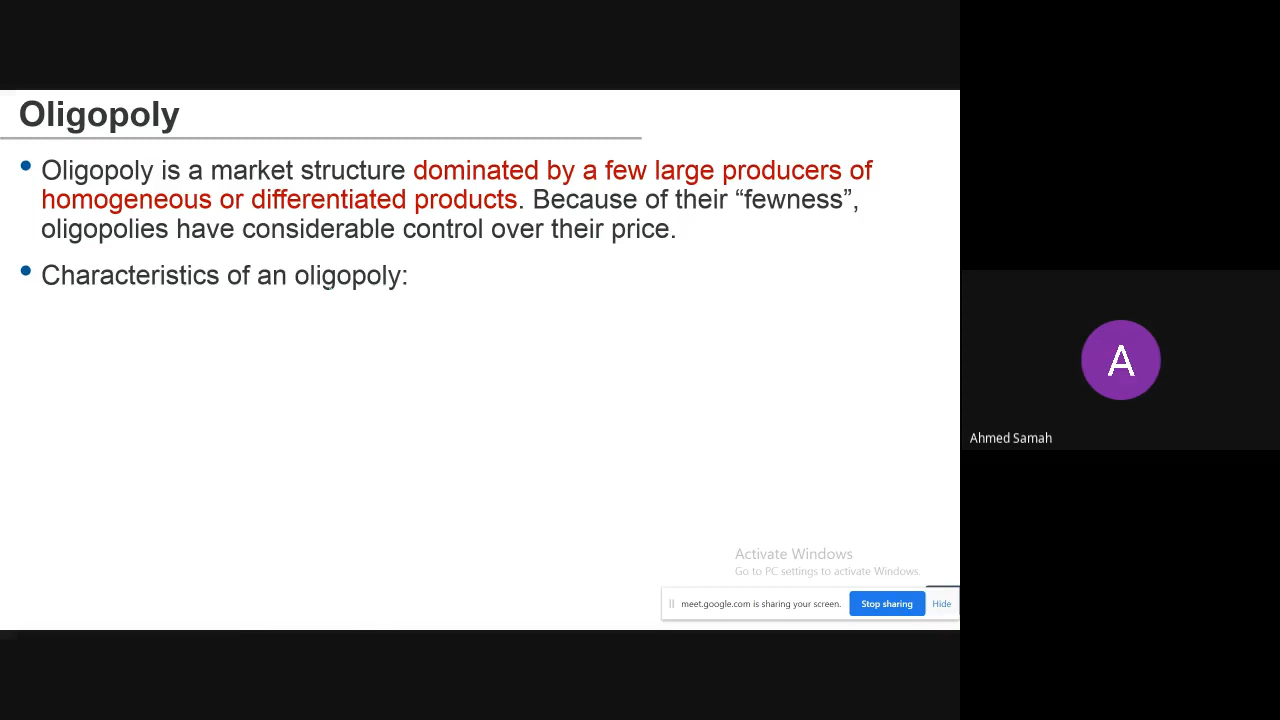 Oligopoly
• Oligopoly is a market structure dominated by a few large producers of
homogeneous or differentiated products. Because of their “fewness”,
oligopolies have considerable control over their price.
• Characteristics of an oligopoly:
A
Ahmed Samah
Activate Windows
Go to PC settings to activate Windows.
meet.google.com is sharing your screen. Stop sharing Hide